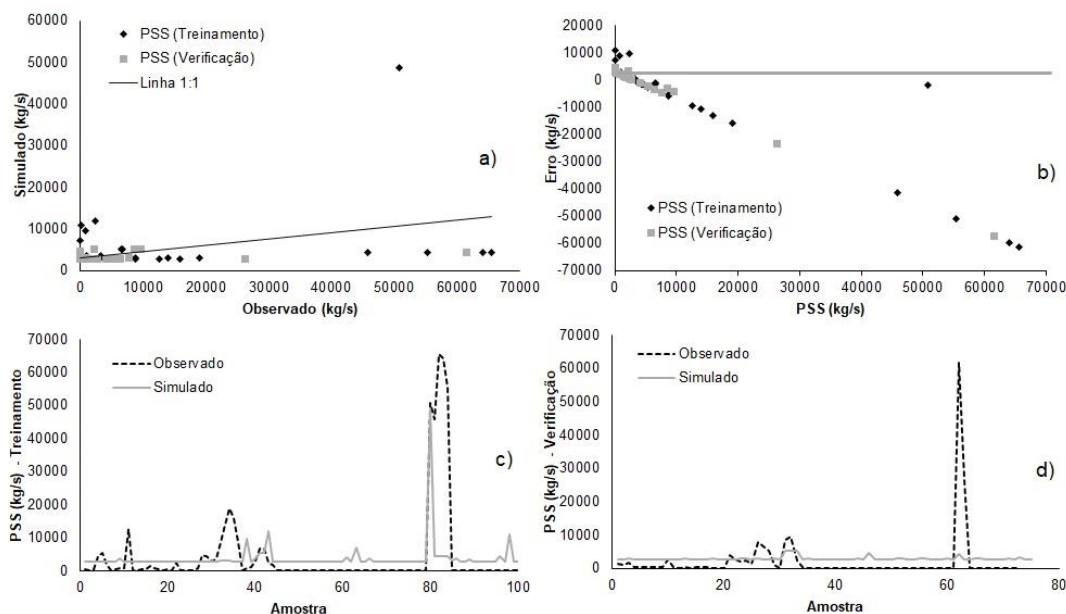 60000
50000
40000
30000
20000
10000
0
Simulado (kg/s)
PSS (Treinamento)
PSS (Verificação)
Linha 1:1
a)
0 10000 20000 30000 40000 50000 60000 70000
Observado (kg/s)
20000
10000
0
-10000
-20000
-30000
-40000
-50000
-60000
-70000
Erro (kg/s)
b)
PSS (Treinamento)
PSS (Verificação)
0 10000 20000 30000 40000 50000 60000 70000
PSS (kg/s)
70000
60000
50000
40000
30000
20000
10000
0
PSS (kg/s) - Treinamento
Observado
Simulado
c)
0 20 40 60 80 100
Amostra
70000
60000
50000
40000
30000
20000
10000
0
PSS (kg/s) - Verificação
Observado
Simulado
d)
0 20 40 60 80
Amostra